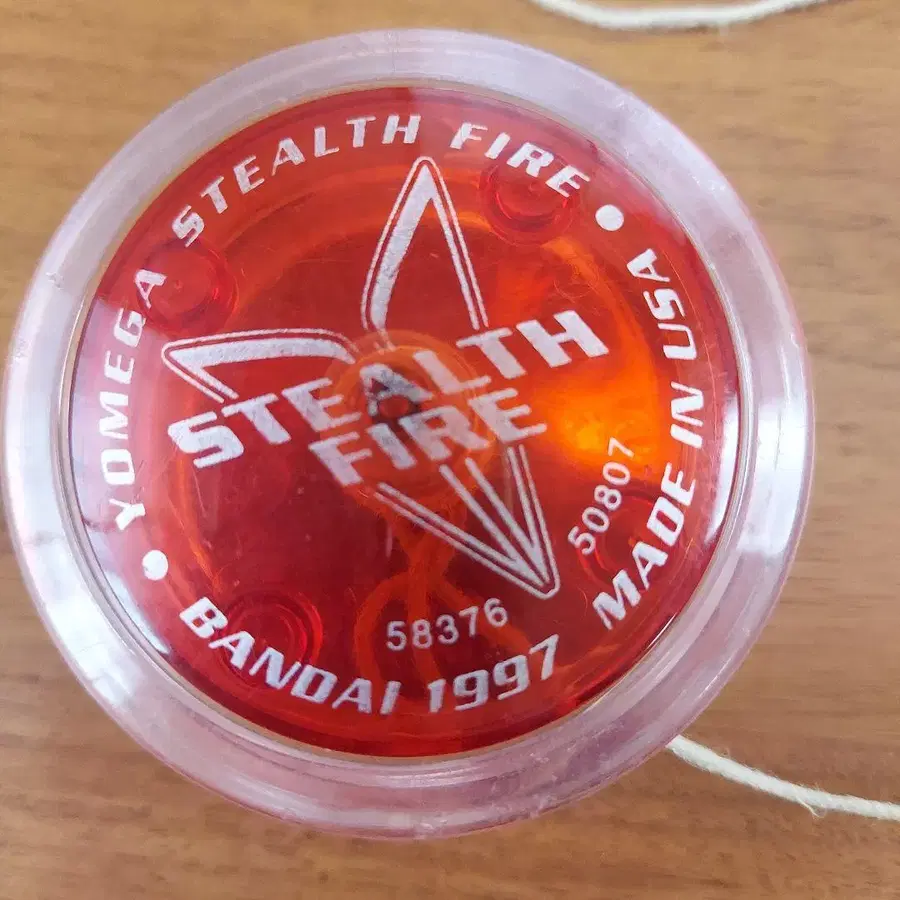 YOMEGA STEALTH FIRE
STEALTH
FIRE
50807
58376
BANDAI 1997 MADE IN USA